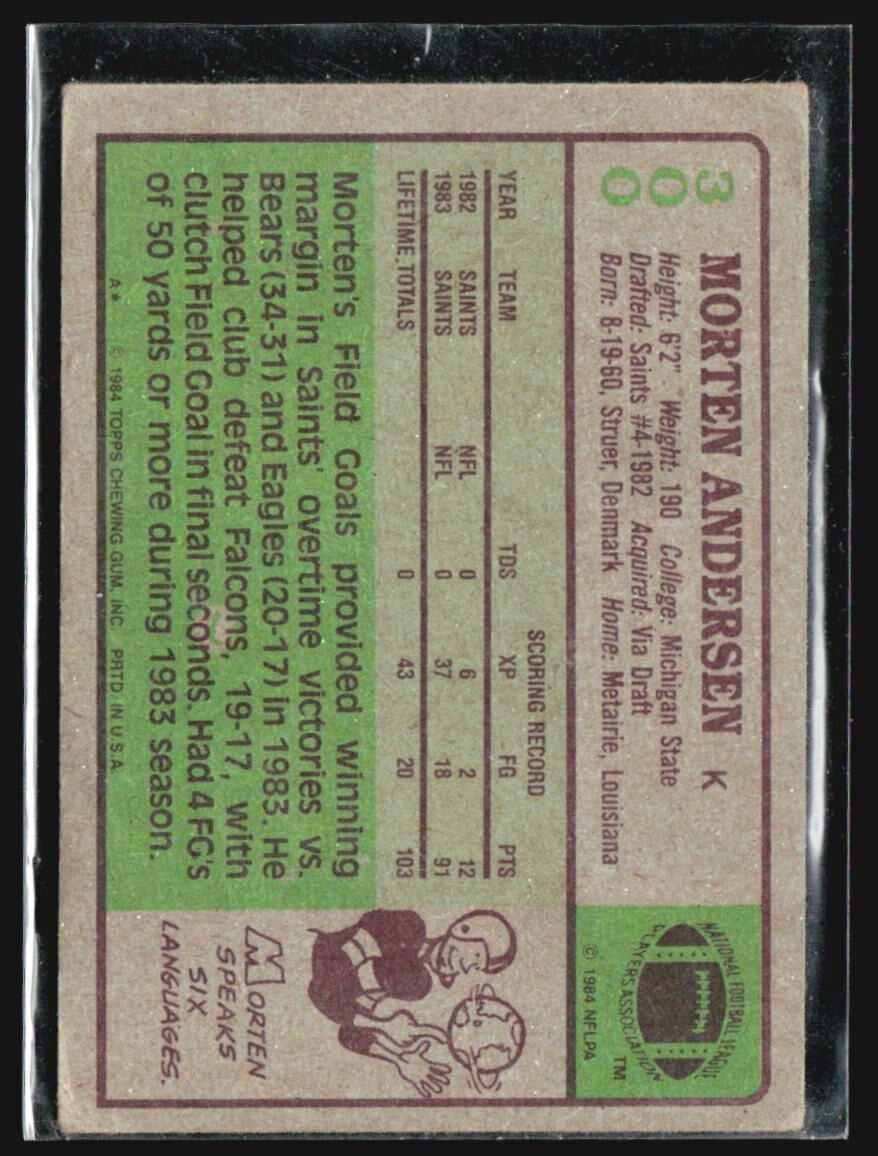 300
MORTEN ANDERSEN K
Height: 6'2" Weight: 190 College: Michigan State
Drafted: Saints #4-1982 Acquired: Via Draft
Born: 8-19-60, Struer, Denmark Home: Metairie, Louisiana
NATIONAL FOOTBALL LEAGUE
PLAYERS ASSOCIATION
TM
© 1984 NFLPA
SCORING RECORD
YEAR TEAM TDS XP FG PTS
1982 SAINTS NFL 0 6 2 12
1983 SAINTS NFL 0 37 18 91
LIFETIME TOTALS 0 43 20 103
Morten's Field Goals provided winning
margin in Saints' overtime victories vs.
Bears (34-31) and Eagles (20-17) in 1983. He
helped club defeat Falcons, 19-17, with
clutch Field Goal in final seconds. Had 4 FG's
of 50 yards or more during 1983 season.
A* © 1984 TOPPS CHEWING GUM, INC. PRTD. IN U.S.A.
MORTEN
SPEAKS
SIX
LANGUAGES.